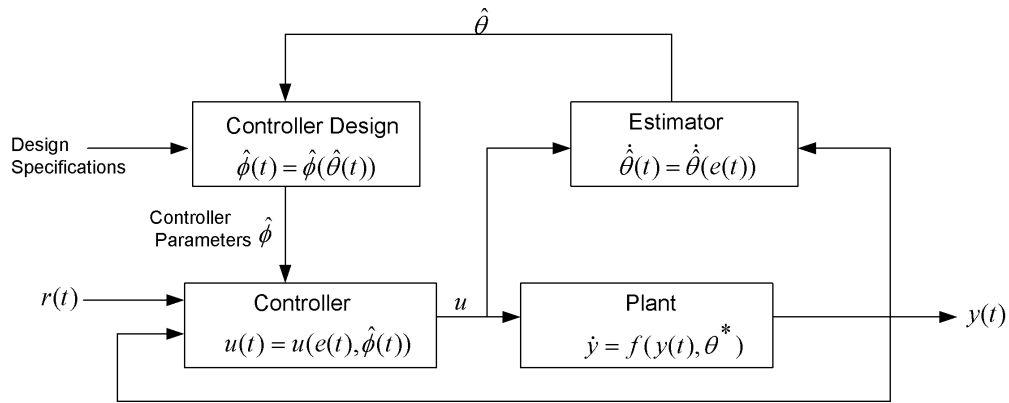 θ̂
Controller Design
φ̂(t) = φ̂(θ̂(t))
Estimator
θ̂̇(t) = θ̂̇(e(t))
Design
Specifications
Controller
Parameters φ̂
r(t)
Controller
u(t) = u(e(t), φ̂(t))
u
Plant
ẏ = f(y(t), θ*)
y(t)